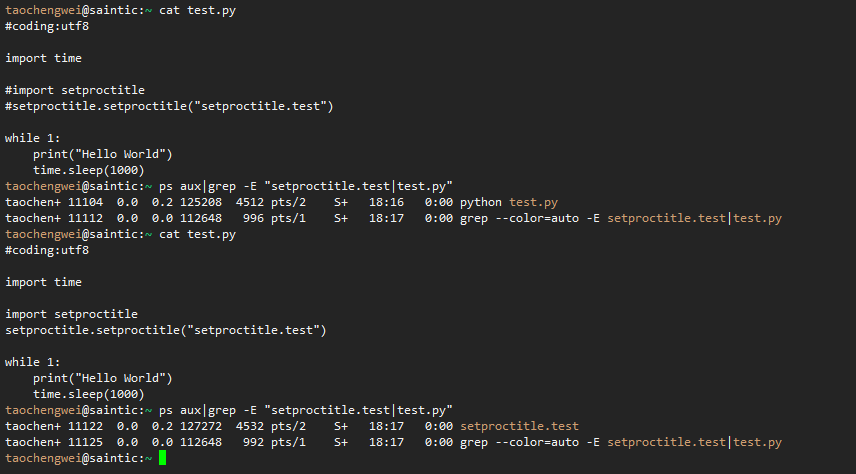 taochengwei@saintic:~ cat test.py
#coding:utf8
import time
#import setproctitle
#setproctitle.setproctitle("setproctitle.test")
while 1:
    print("Hello World")
    time.sleep(1000)
taochengwei@saintic:~ ps aux|grep -E "setproctitle.test|test.py"
taochen+ 11104  0.0  0.2 125208  4512 pts/2    S+   18:16   0:00 python test.py
taochen+ 11112  0.0  0.0 112648   996 pts/1    S+   18:17   0:00 grep --color=auto -E setproctitle.test|test.py
taochengwei@saintic:~ cat test.py
#coding:utf8
import time
import setproctitle
setproctitle.setproctitle("setproctitle.test")
while 1:
    print("Hello World")
    time.sleep(1000)
taochengwei@saintic:~ ps aux|grep -E "setproctitle.test|test.py"
taochen+ 11122  0.0  0.2 127272  4532 pts/2    S+   18:17   0:00 setproctitle.test
taochen+ 11125  0.0  0.0 112648   992 pts/1    S+   18:17   0:00 grep --color=auto -E setproctitle.test|test.py
taochengwei@saintic:~